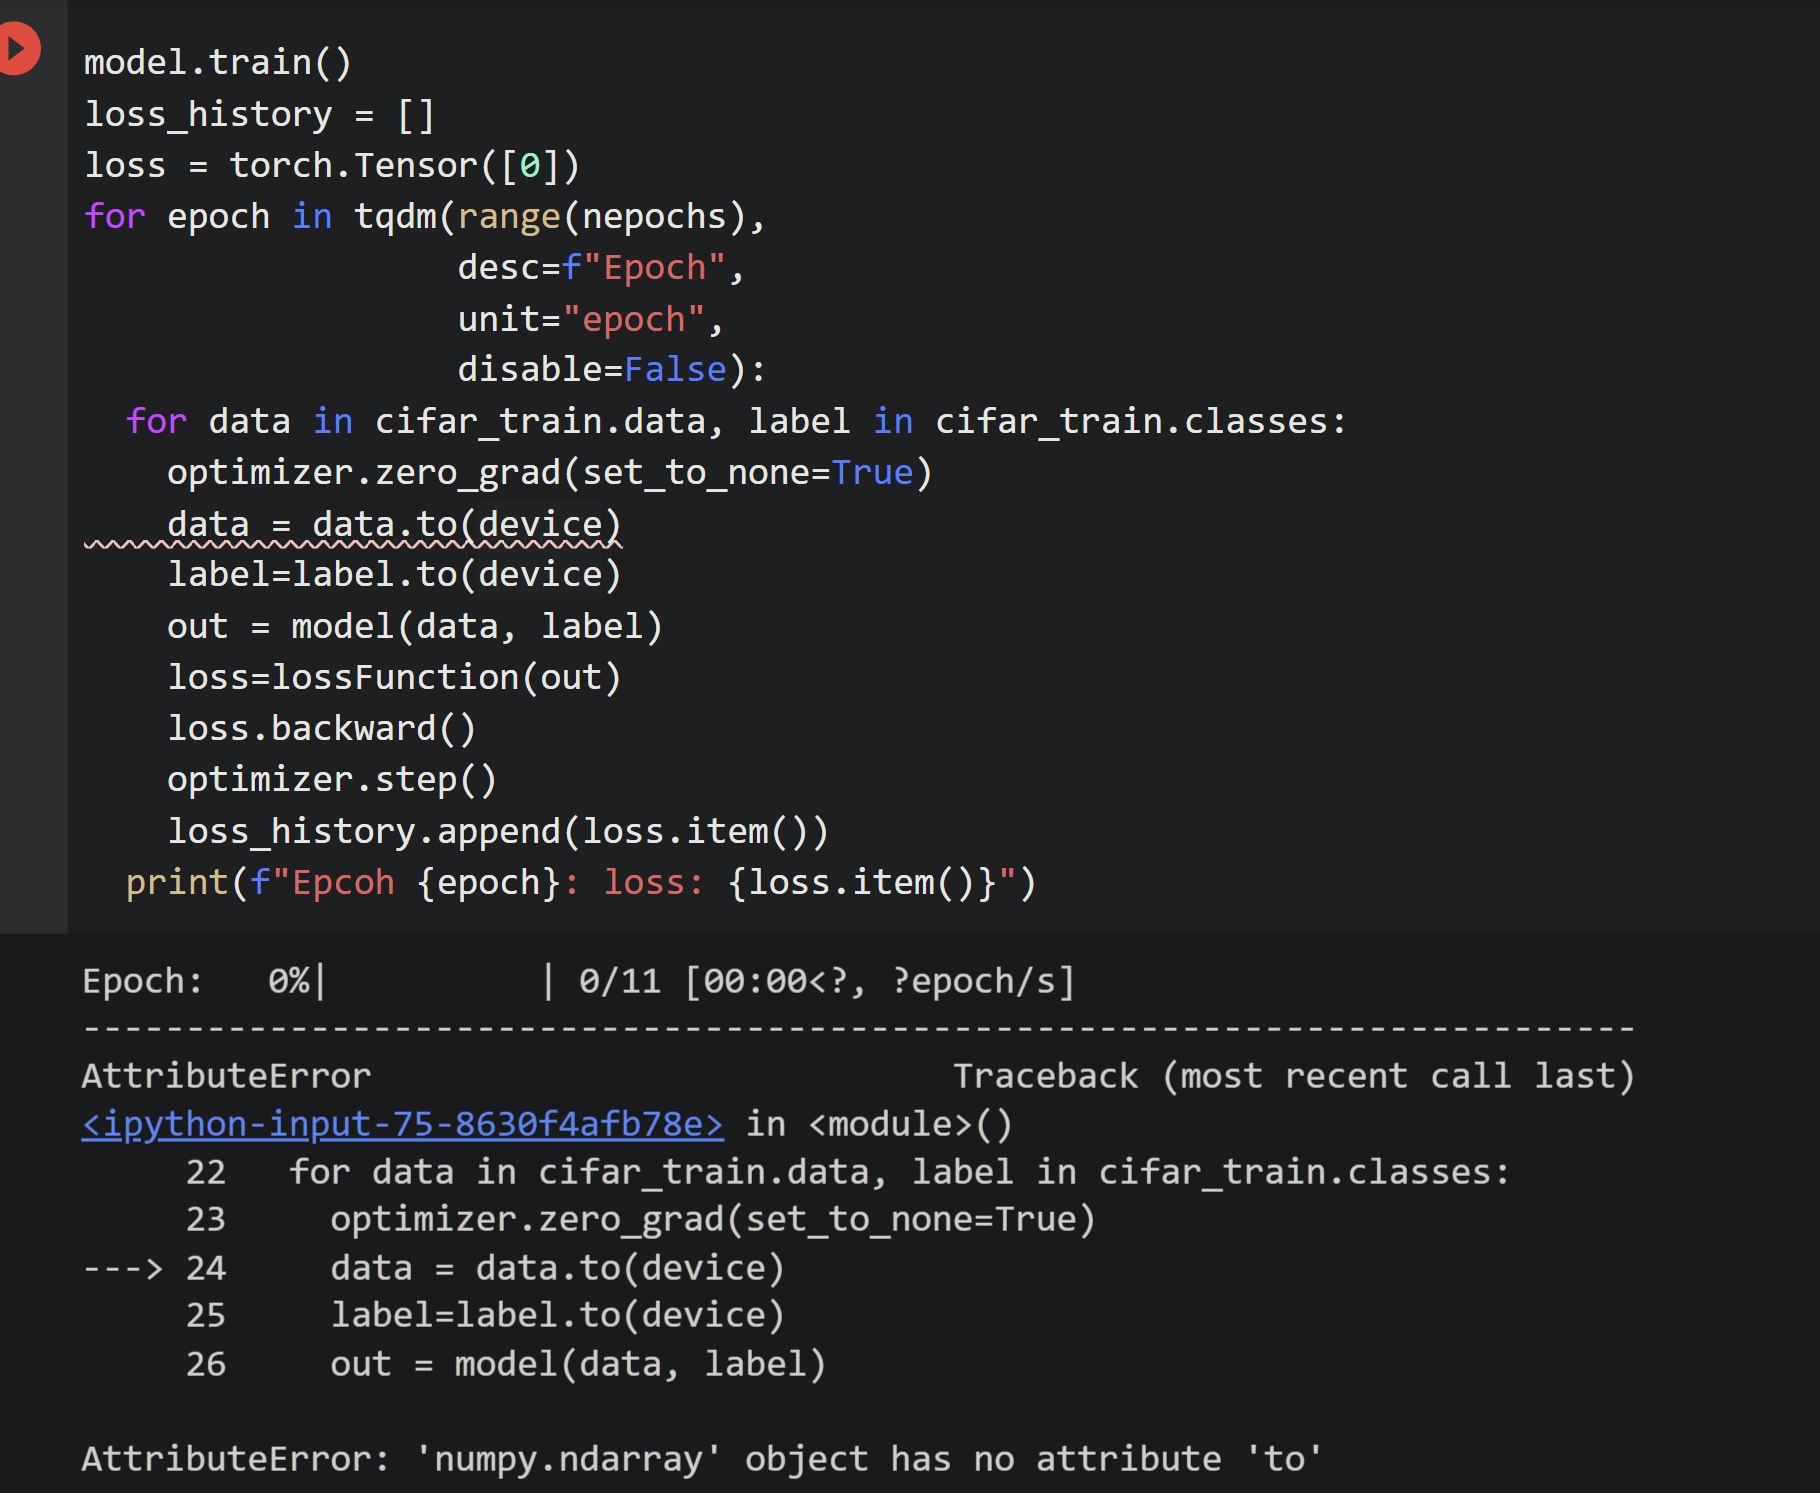 model.train()
loss_history = []
loss = torch.Tensor([0])
for epoch in tqdm(range(nepochs),
                  desc=f"Epoch",
                  unit="epoch",
                  disable=False):
  for data in cifar_train.data, label in cifar_train.classes:
    optimizer.zero_grad(set_to_none=True)
    data = data.to(device)
    label=label.to(device)
    out = model(data, label)
    loss=lossFunction(out)
    loss.backward()
    optimizer.step()
    loss_history.append(loss.item())
  print(f"Epcoh {epoch}: loss: {loss.item()}")
Epoch:   0%|          | 0/11 [00:00<?, ?epoch/s]
---------------------------------------------------------------------------
AttributeError                            Traceback (most recent call last)
<ipython-input-75-8630f4afb78e> in <module>()
     22   for data in cifar_train.data, label in cifar_train.classes:
     23     optimizer.zero_grad(set_to_none=True)
---> 24     data = data.to(device)
     25     label=label.to(device)
     26     out = model(data, label)
AttributeError: 'numpy.ndarray' object has no attribute 'to'